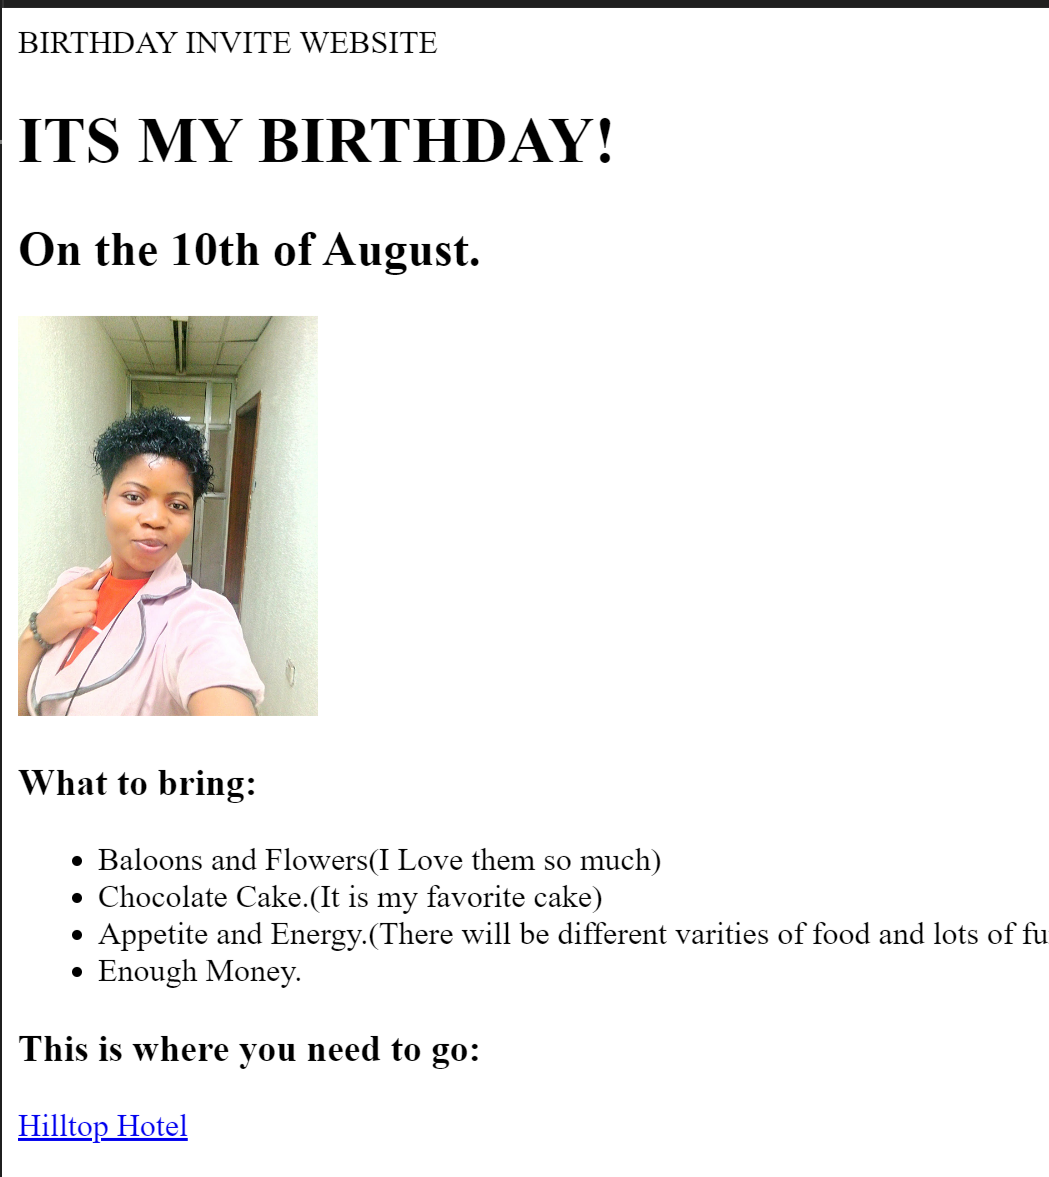 BIRTHDAY INVITE WEBSITE
ITS MY BIRTHDAY!
On the 10th of August.
What to bring:
Baloons and Flowers(I Love them so much)
Chocolate Cake.(It is my favorite cake)
Appetite and Energy.(There will be different varities of food and lots of
Enough Money.
This is where you need to go:
Hilltop Hotel